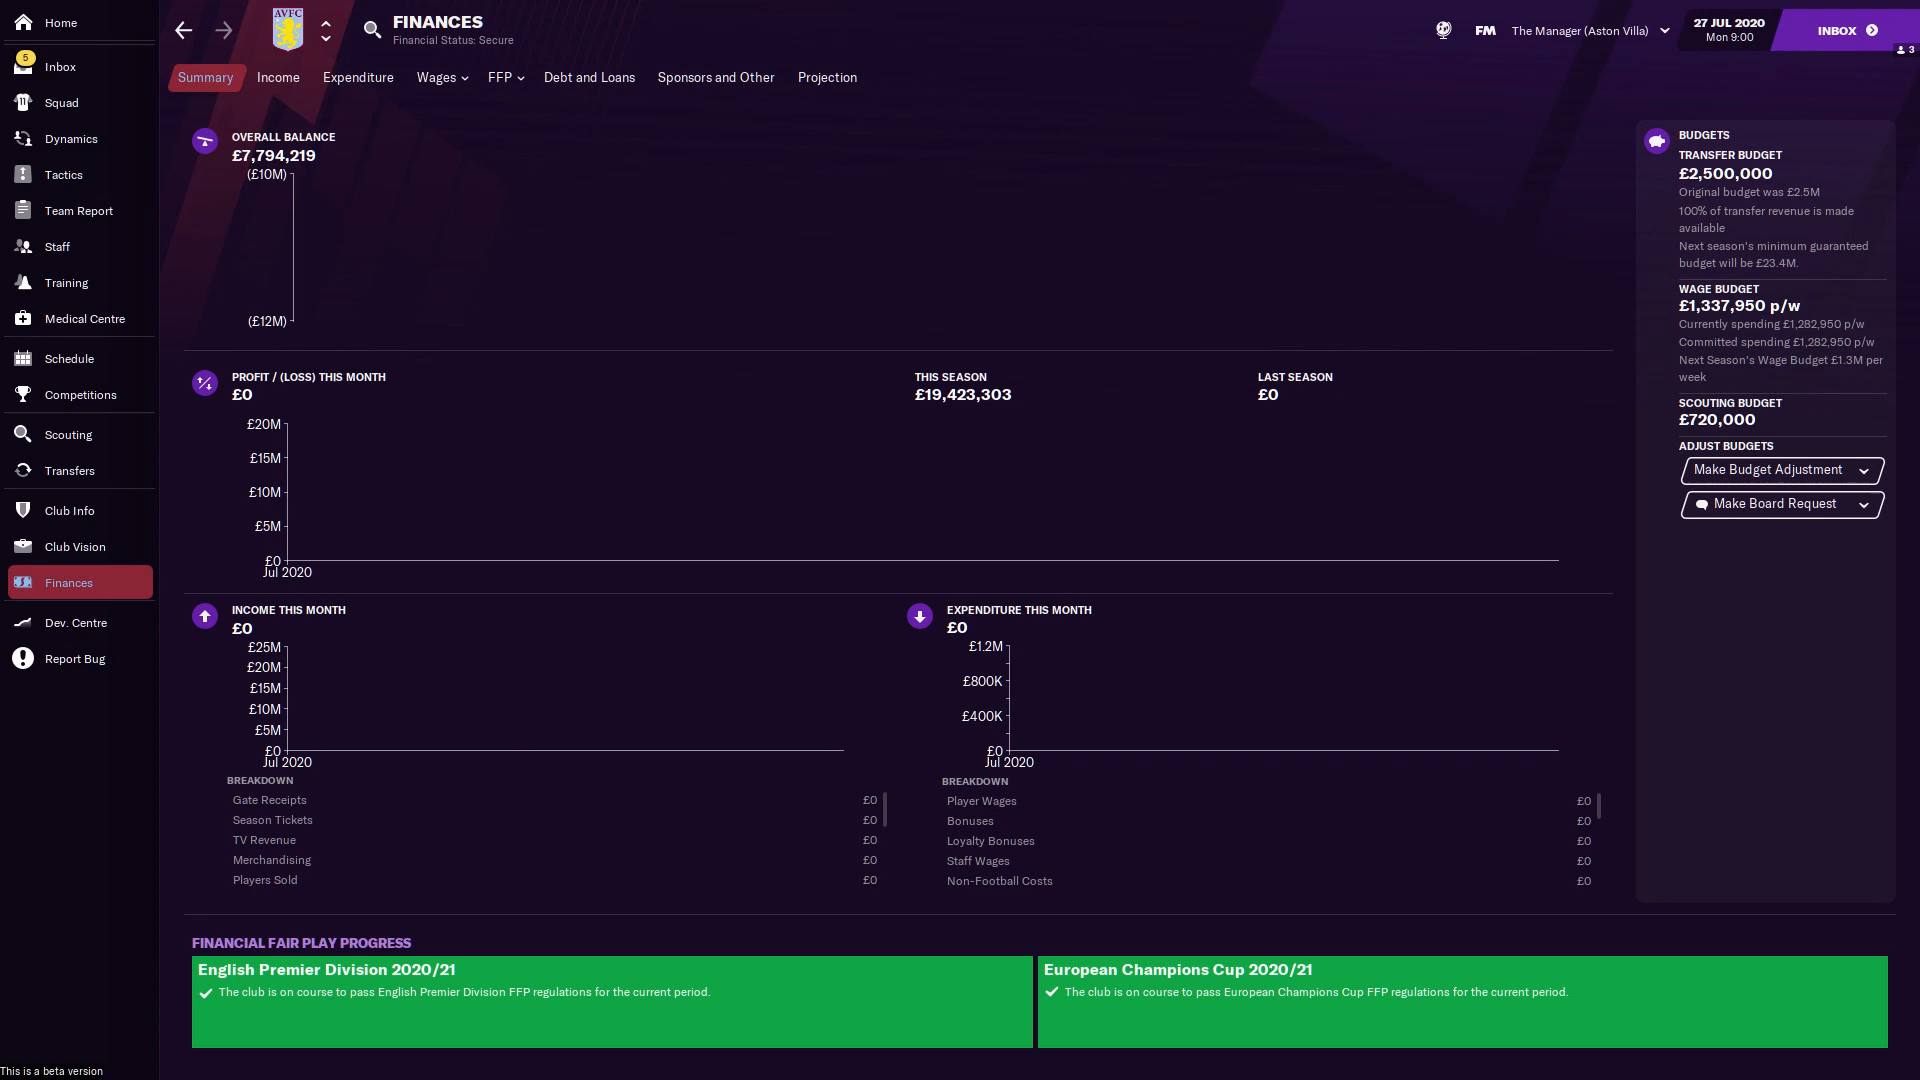 Home
5
Inbox
Squad
Dynamics
Tactics
Team Report
Staff
Training
Medical Centre
Schedule
Competitions
Scouting
Transfers
Club Info
Club Vision
Finances
Dev. Centre
Report Bug
This is a beta version
AVFC
FINANCES
Financial Status: Secure
FM
The Manager (Aston Villa)
27 JUL 2020
Mon 9:00
INBOX
3
Summary
Income
Expenditure
Wages
FFP
Debt and Loans
Sponsors and Other
Projection
OVERALL BALANCE
£7,794,219
(£10M)
(£12M)
PROFIT / (LOSS) THIS MONTH
£0
THIS SEASON
£19,423,303
LAST SEASON
£0
£20M
£15M
£10M
£5M
£0
Jul 2020
INCOME THIS MONTH
£0
£25M
£20M
£15M
£10M
£5M
£0
Jul 2020
BREAKDOWN
Gate Receipts £0
Season Tickets £0
TV Revenue £0
Merchandising £0
Players Sold £0
EXPENDITURE THIS MONTH
£0
£1.2M
£800K
£400K
£0
Jul 2020
BREAKDOWN
Player Wages £0
Bonuses £0
Loyalty Bonuses £0
Staff Wages £0
Non-Football Costs £0
BUDGETS
TRANSFER BUDGET
£2,500,000
Original budget was £2.5M
100% of transfer revenue is made
available
Next season's minimum guaranteed
budget will be £23.4M.
WAGE BUDGET
£1,337,950 p/w
Currently spending £1,282,950 p/w
Committed spending £1,282,950 p/w
Next Season's Wage Budget £1.3M per
week
SCOUTING BUDGET
£720,000
ADJUST BUDGETS
Make Budget Adjustment
Make Board Request
FINANCIAL FAIR PLAY PROGRESS
English Premier Division 2020/21
The club is on course to pass English Premier Division FFP regulations for the current period.
European Champions Cup 2020/21
The club is on course to pass European Champions Cup FFP regulations for the current period.